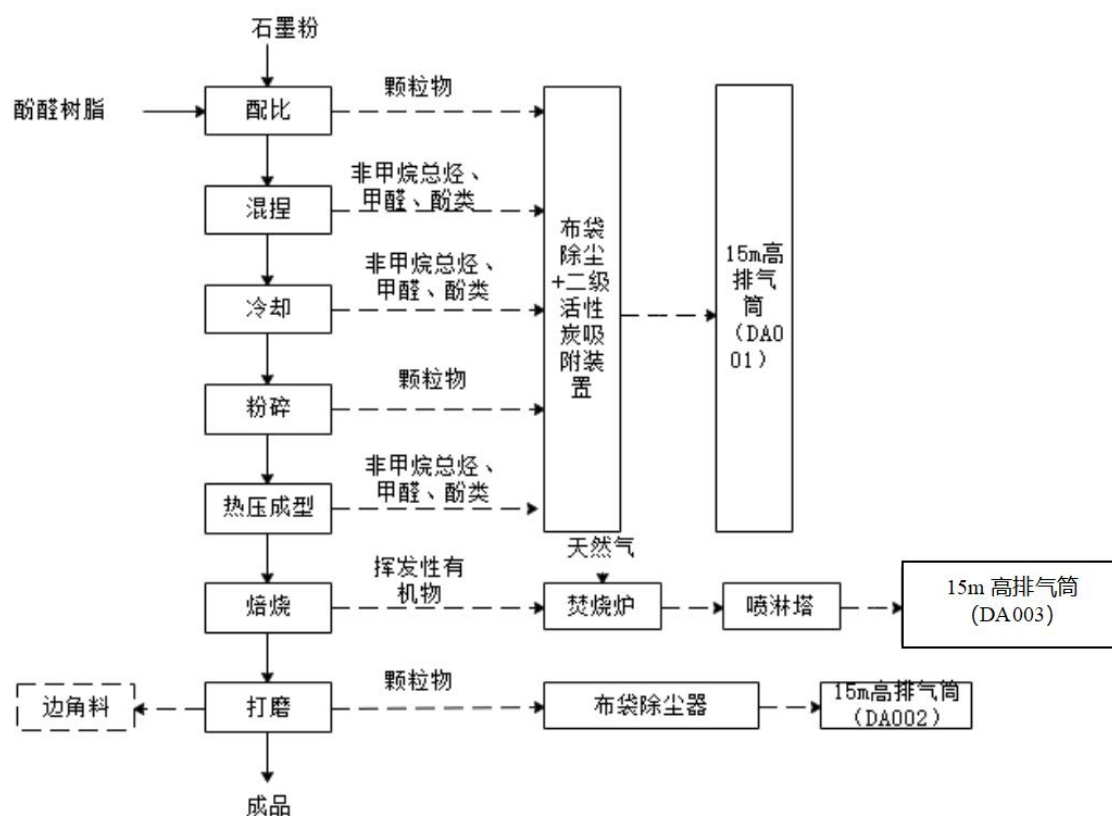 石墨粉
酚醛树脂
配比
颗粒物
混捏
非甲烷总烃、
甲醛、酚类
冷却
非甲烷总烃、
甲醛、酚类
粉碎
颗粒物
热压成型
非甲烷总烃、
甲醛、酚类
布袋
除尘
+二级
活性
炭吸
附装
置
15m高
排气
筒
（DA0
01）
天然气
焙烧
挥发性有
机物
焚烧炉
喷淋塔
15m 高排气筒
（DA003）
边角料
打磨
颗粒物
布袋除尘器
15m高排气筒
（DA002）
成品